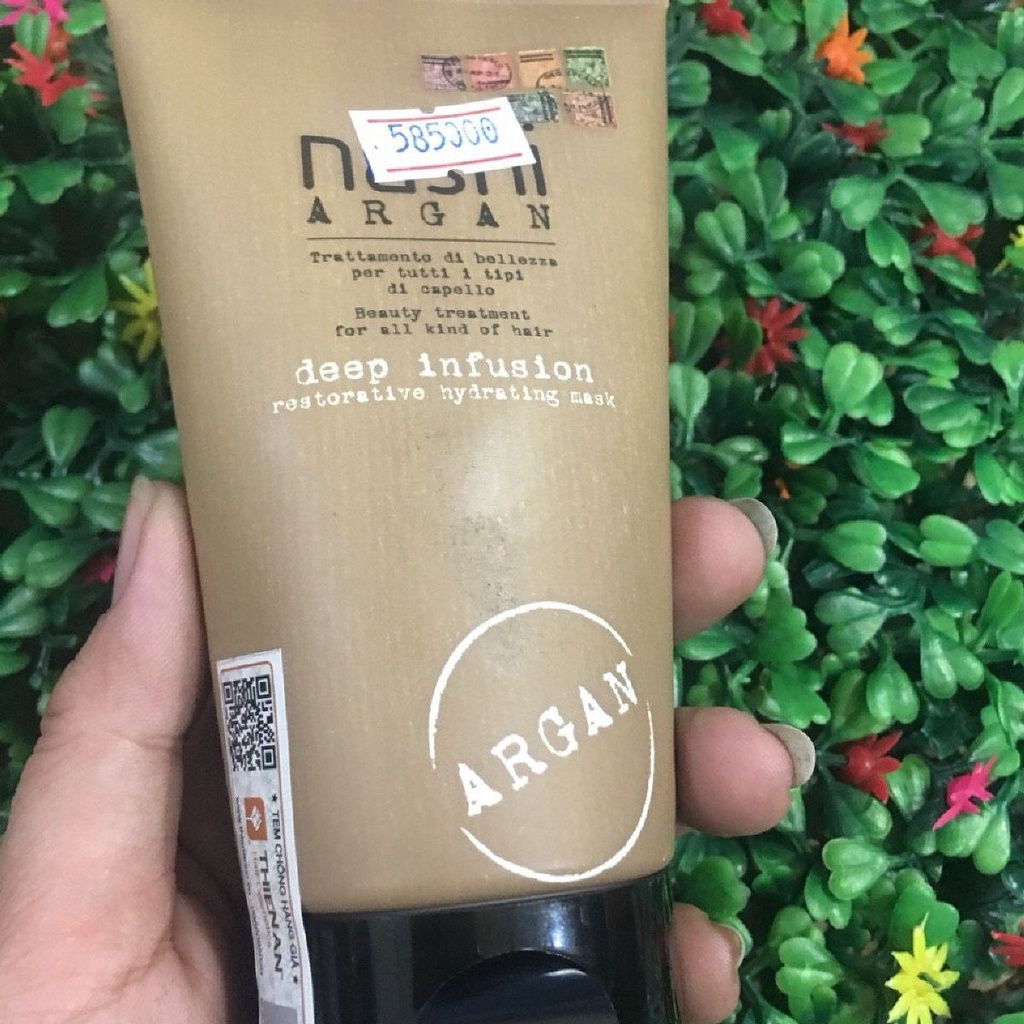 585000
nashi
ARGAN
Trattamento di bellezza
per tutti i tipi
di capello
Beauty treatment
for all kind of hair
deep infusion
restorative hydrating mask
ARGAN
* TEM CHỐNG HÀNG GIẢ *
THIENAN